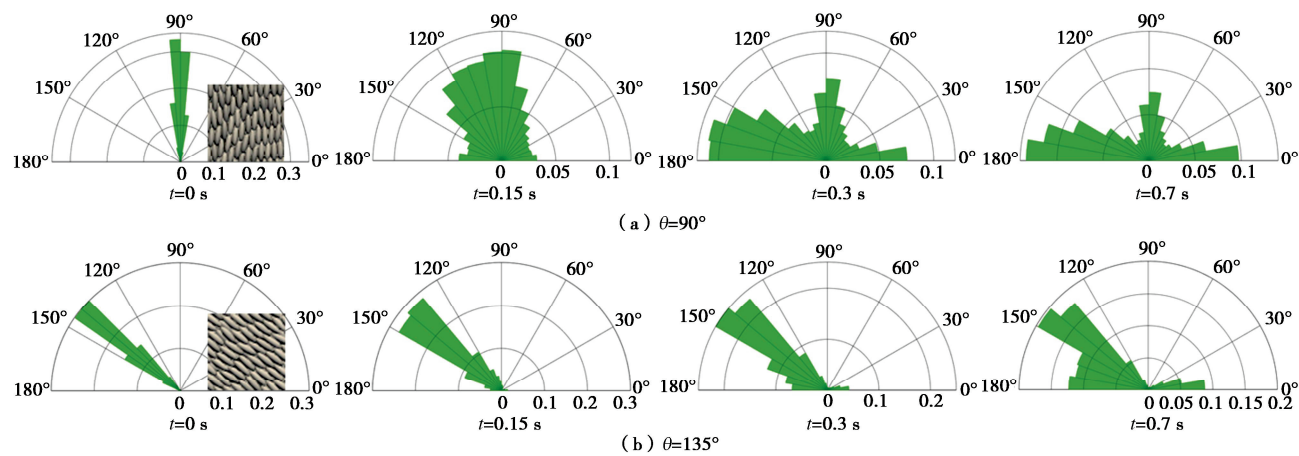 90° 90° 90° 90°
120° 60° 120° 60° 120° 60° 120° 60°
150° 30° 150° 30° 150° 30° 150° 30°
180° 0° 180° 0° 180° 0° 180° 0°
0 0.1 0.2 0.3 0 0.05 0.1 0 0.05 0.1 0 0.05 0.1
t=0 s t=0.15 s t=0.3 s t=0.7 s
（a）θ=90°
90° 90° 90° 90°
120° 60° 120° 60° 120° 60° 120° 60°
150° 30° 150° 30° 150° 30° 150° 30°
180° 0° 180° 0° 180° 0° 180° 0°
0 0.1 0.2 0.3 0 0.1 0.2 0.3 0 0.1 0.2 0 0.05 0.1 0.15 0.2
t=0 s t=0.15 s t=0.3 s t=0.7 s
（b）θ=135°